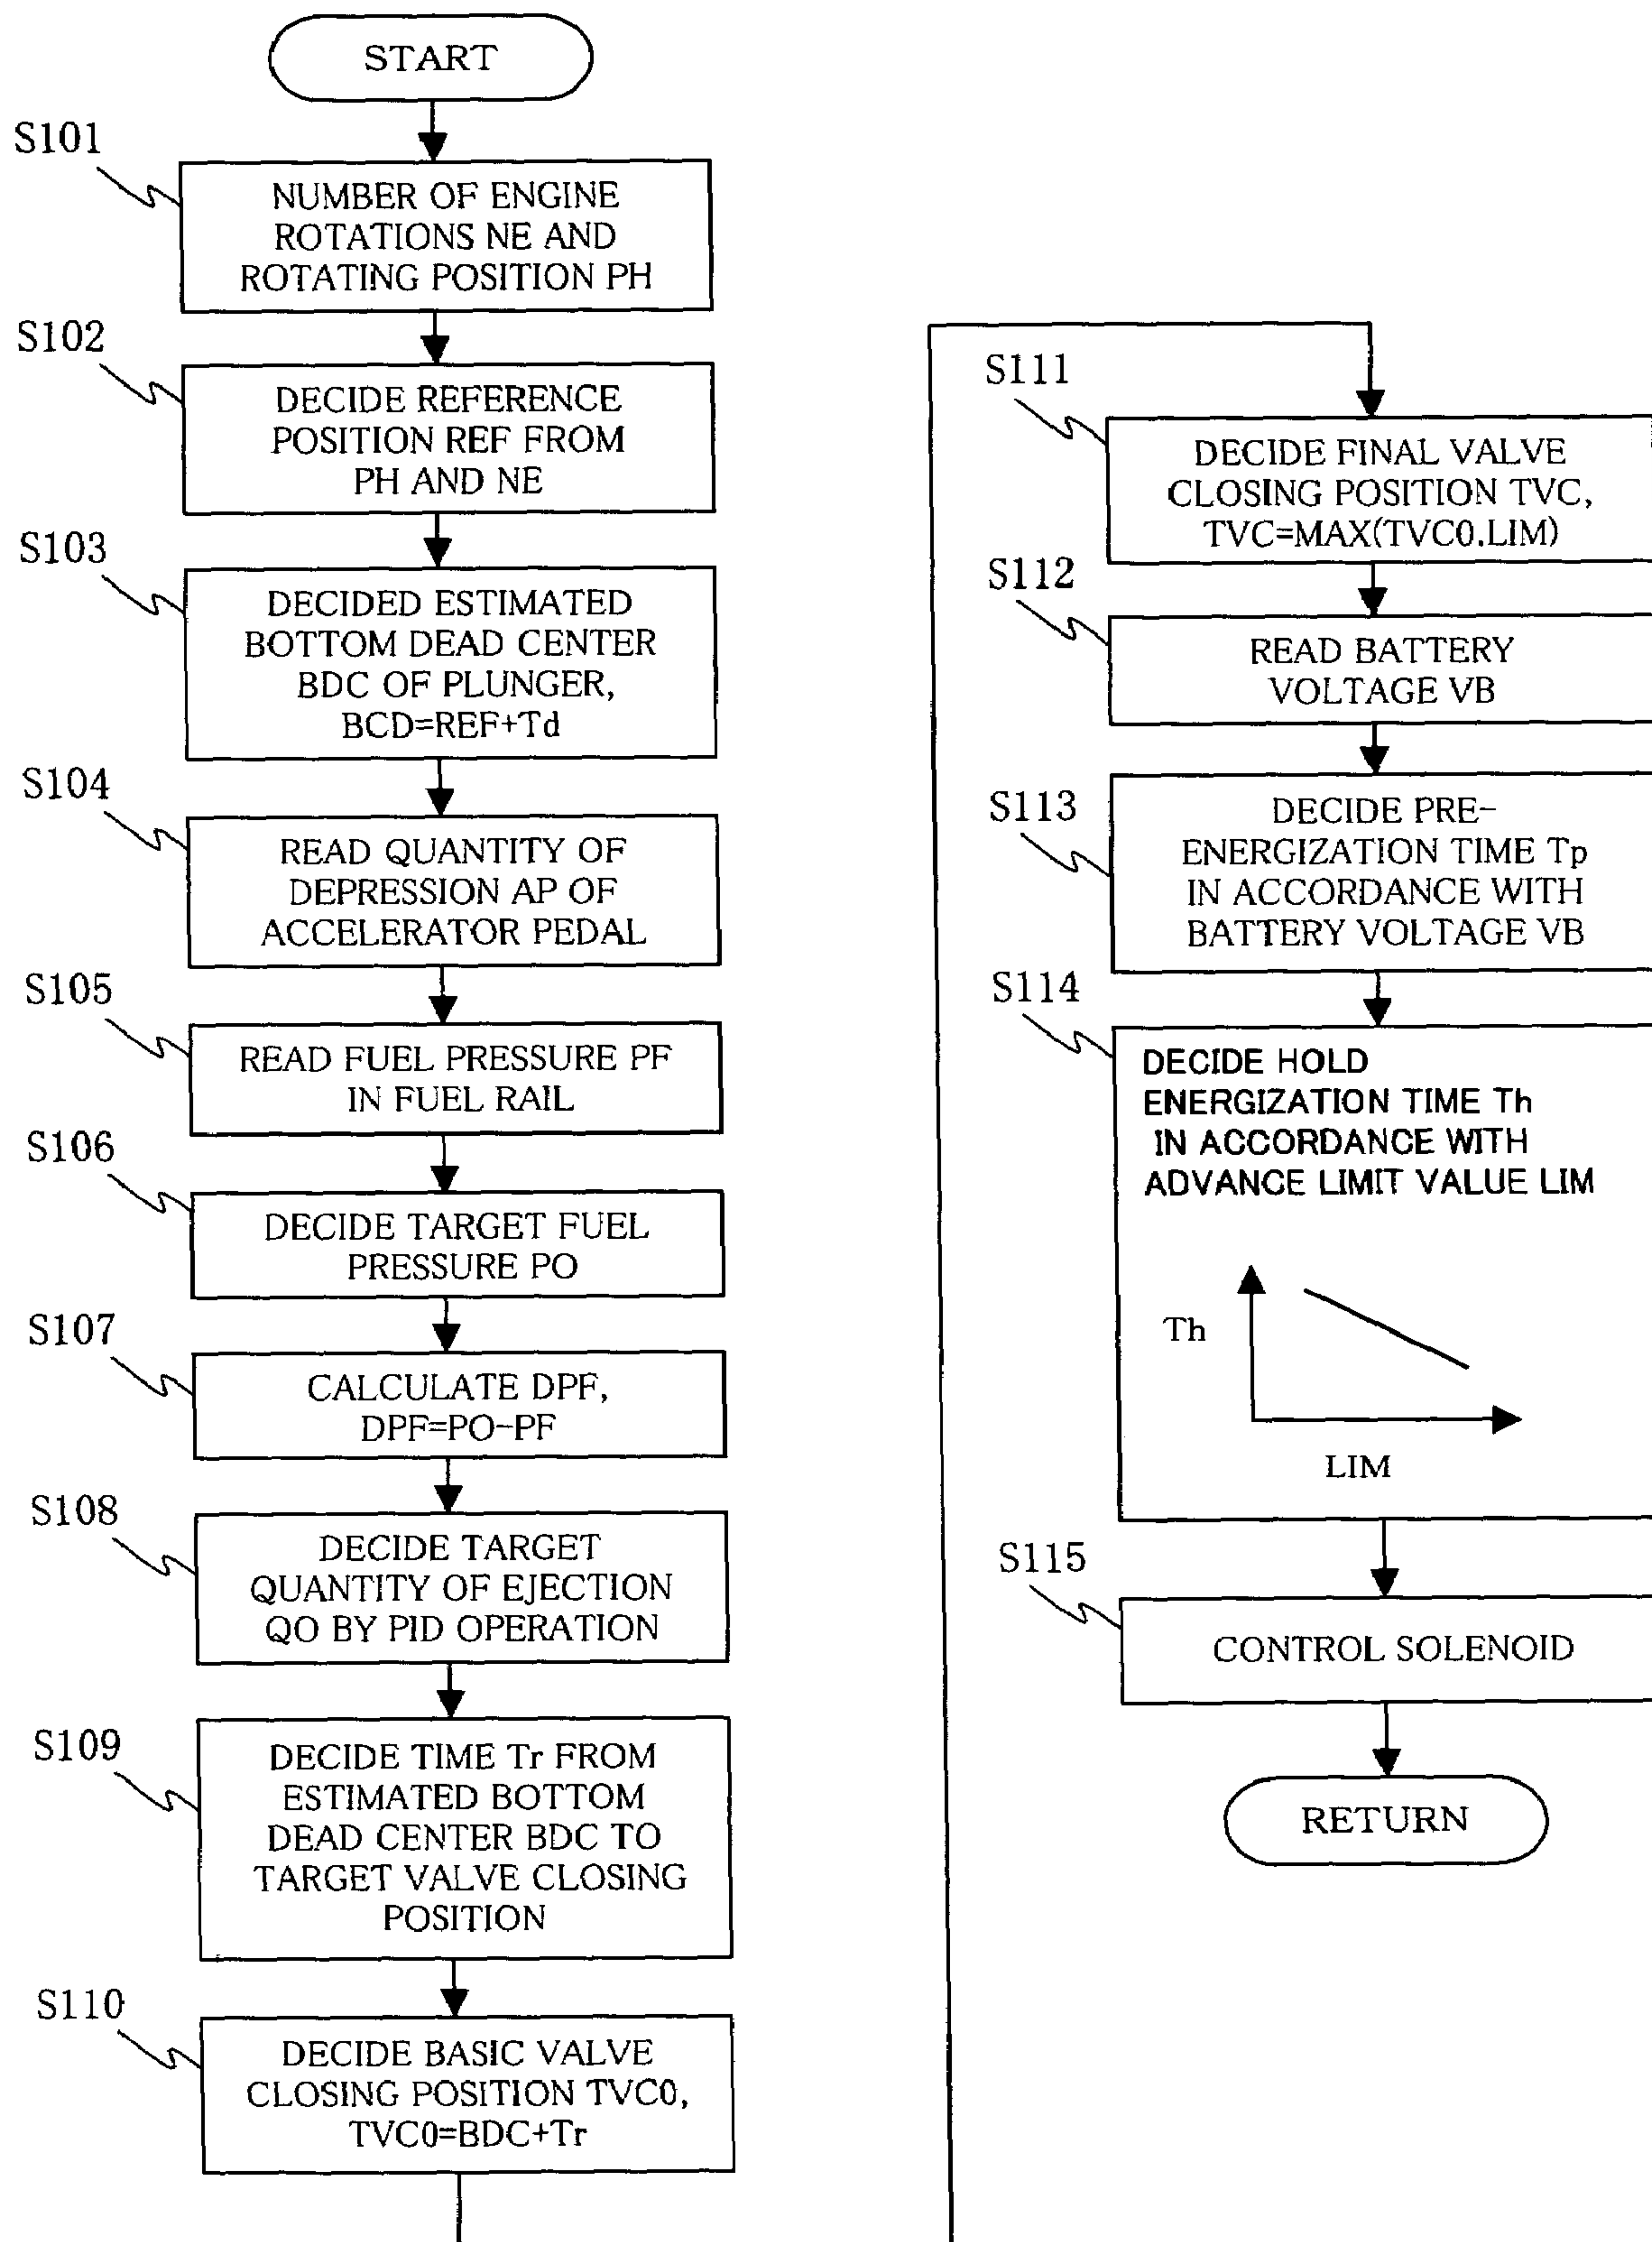 START
S101
NUMBER OF ENGINE
ROTATIONS NE AND
ROTATING POSITION PH
S102
DECIDE REFERENCE
POSITION REF FROM
PH AND NE
S103
DECIDED ESTIMATED
BOTTOM DEAD CENTER
BDC OF PLUNGER,
BCD=REF+Td
S104
READ QUANTITY OF
DEPRESSION AP OF
ACCELERATOR PEDAL
S105
READ FUEL PRESSURE PF
IN FUEL RAIL
S106
DECIDE TARGET FUEL
PRESSURE PO
S107
CALCULATE DPF,
DPF=PO-PF
S108
DECIDE TARGET
QUANTITY OF EJECTION
QO BY PID OPERATION
S109
DECIDE TIME Tr FROM
ESTIMATED BOTTOM
DEAD CENTER BDC TO
TARGET VALVE CLOSING
POSITION
S110
DECIDE BASIC VALVE
CLOSING POSITION TVC0,
TVC0=BDC+Tr
S111
DECIDE FINAL VALVE
CLOSING POSITION TVC,
TVC=MAX(TVC0.LIM)
S112
READ BATTERY
VOLTAGE VB
S113
DECIDE PRE-
ENERGIZATION TIME Tp
IN ACCORDANCE WITH
BATTERY VOLTAGE VB
S114
DECIDE HOLD
ENERGIZATION TIME Th
IN ACCORDANCE WITH
ADVANCE LIMIT VALUE LIM
Th
LIM
S115
CONTROL SOLENOID
RETURN